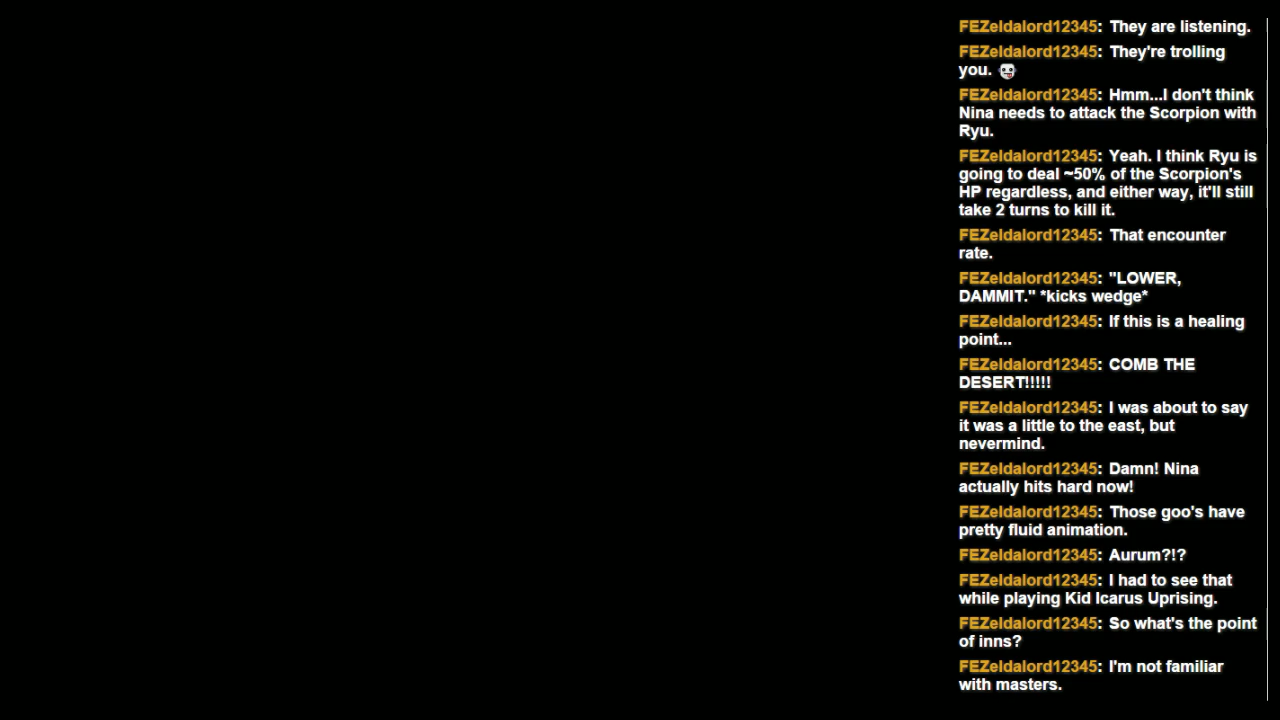 FEZeldalord12345: They are listening.
FEZeldalord12345: They're trolling
you.
FEZeldalord12345: Hmm...I don't think
Nina needs to attack the Scorpion with
Ryu.
FEZeldalord12345: Yeah. I think Ryu is
going to deal ~50% of the Scorpion's
HP regardless, and either way, it'll still
take 2 turns to kill it.
FEZeldalord12345: That encounter
rate.
FEZeldalord12345: "LOWER,
DAMMIT." *kicks wedge*
FEZeldalord12345: If this is a healing
point...
FEZeldalord12345: COMB THE
DESERT!!!!!
FEZeldalord12345: I was about to say
it was a little to the east, but
nevermind.
FEZeldalord12345: Damn! Nina
actually hits hard now!
FEZeldalord12345: Those goo's have
pretty fluid animation.
FEZeldalord12345: Aurum?!?
FEZeldalord12345: I had to see that
while playing Kid Icarus Uprising.
FEZeldalord12345: So what's the point
of inns?
FEZeldalord12345: I'm not familiar
with masters.